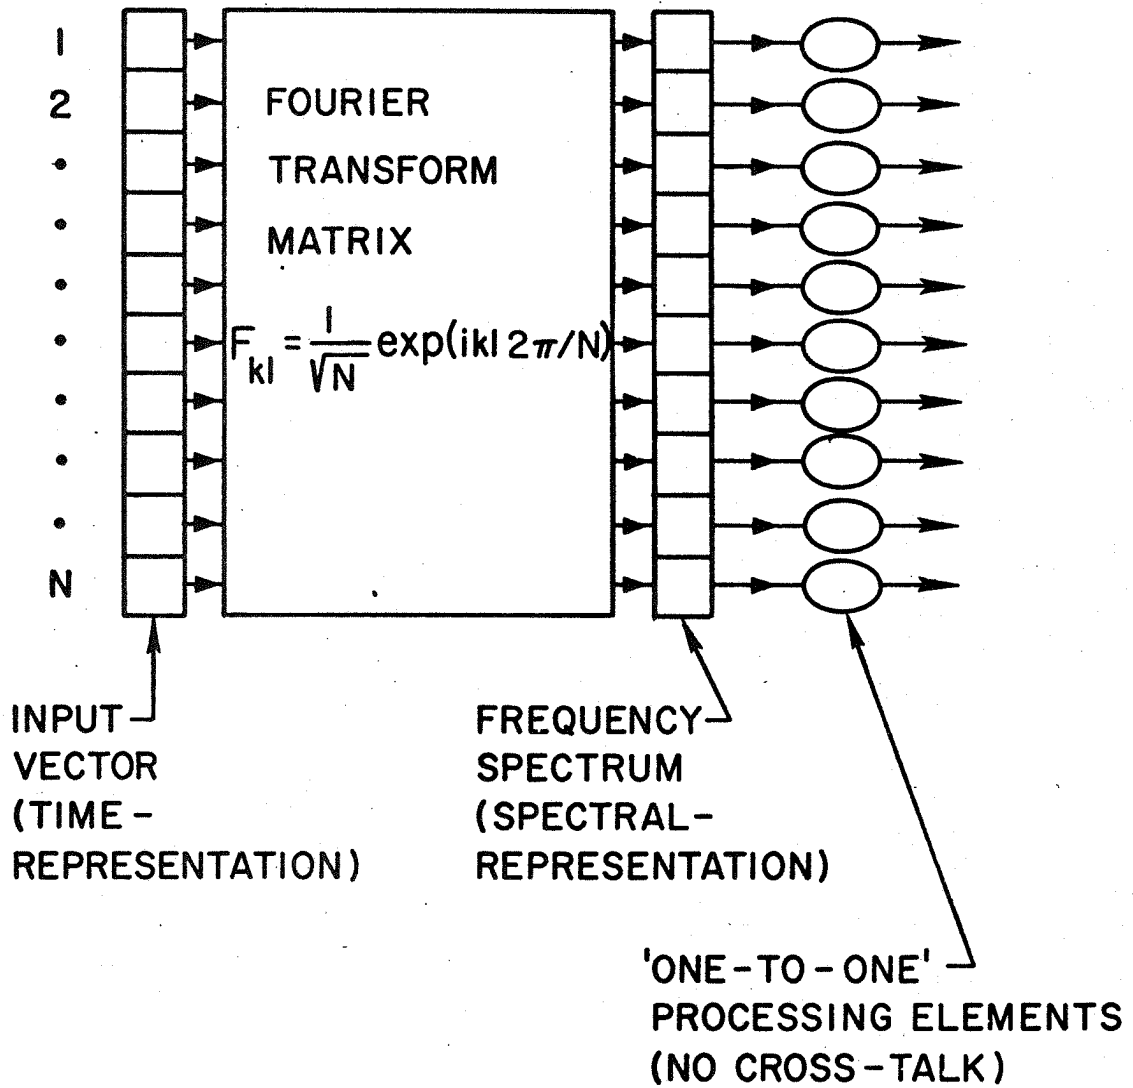 1
2
•
•
•
•
•
•
•
N
FOURIER
TRANSFORM
MATRIX
F_kl = 1/√N exp(ikl 2π/N)
INPUT
VECTOR
(TIME-
REPRESENTATION)
FREQUENCY
SPECTRUM
(SPECTRAL-
REPRESENTATION)
'ONE-TO-ONE'
PROCESSING ELEMENTS
(NO CROSS-TALK)